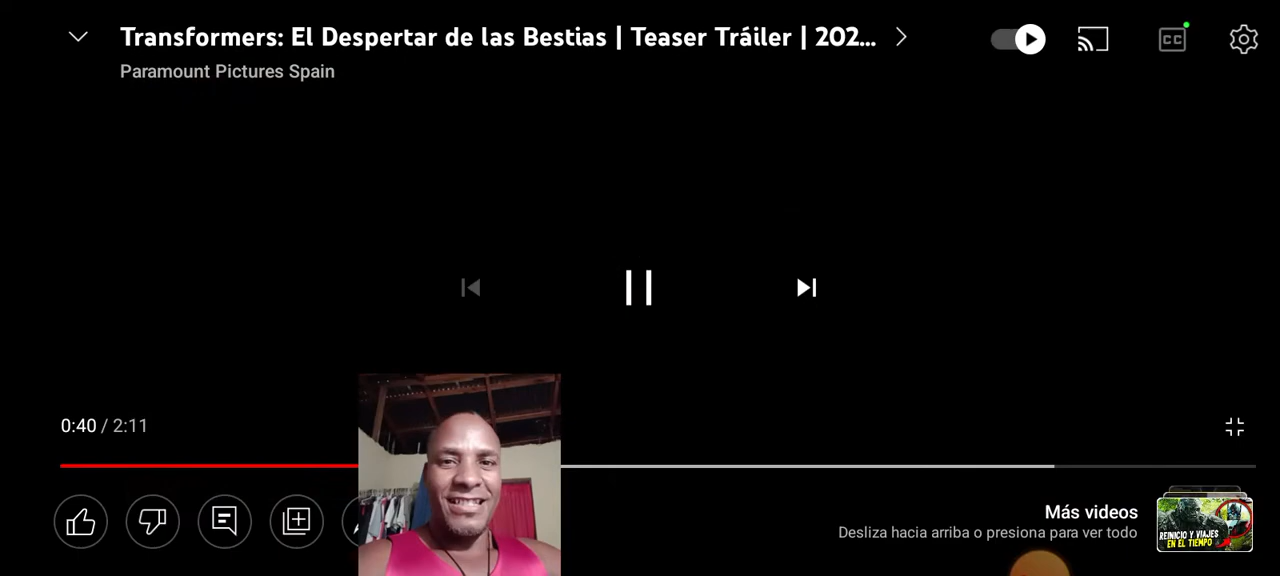 Transformers: El Despertar de las Bestias | Teaser Tráiler | 202...
Paramount Pictures Spain
CC
0:40 / 2:11
Más videos
Desliza hacia arriba o presiona para ver todo
REINICIO Y VIAJES
EN EL TIEMPO